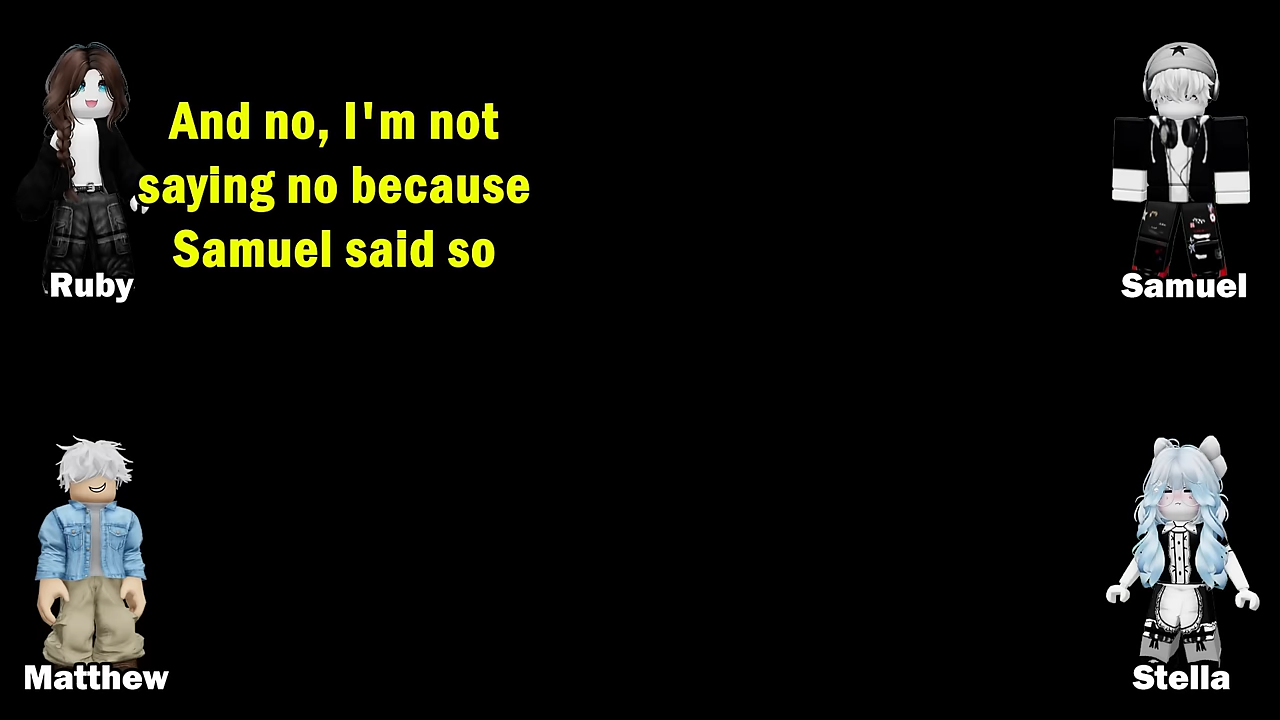 And no, I'm not
saying no because
Samuel said so
Ruby
Samuel
Matthew
Stella